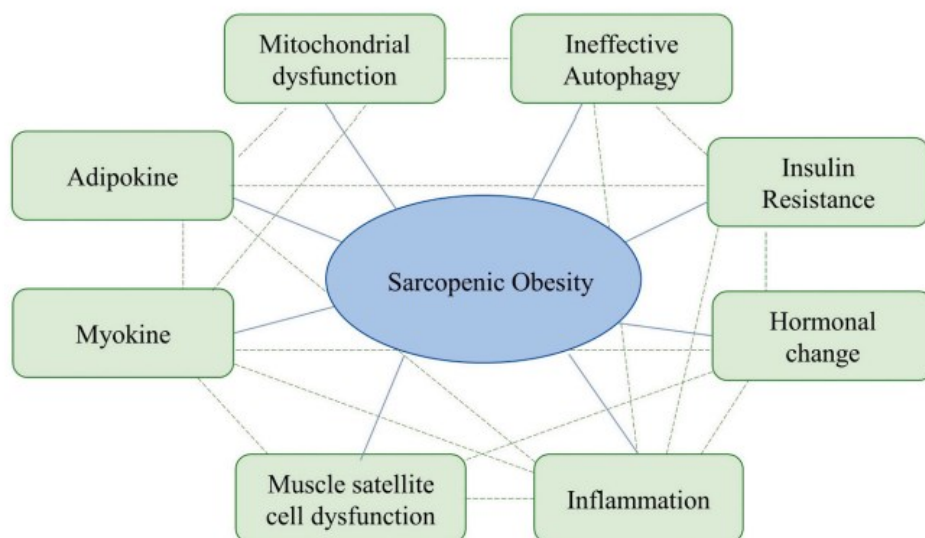 Mitochondrial
dysfunction
Ineffective
Autophagy
Adipokine
Insulin
Resistance
Sarcopenic Obesity
Myokine
Hormonal
change
Muscle satellite
cell dysfunction
Inflammation